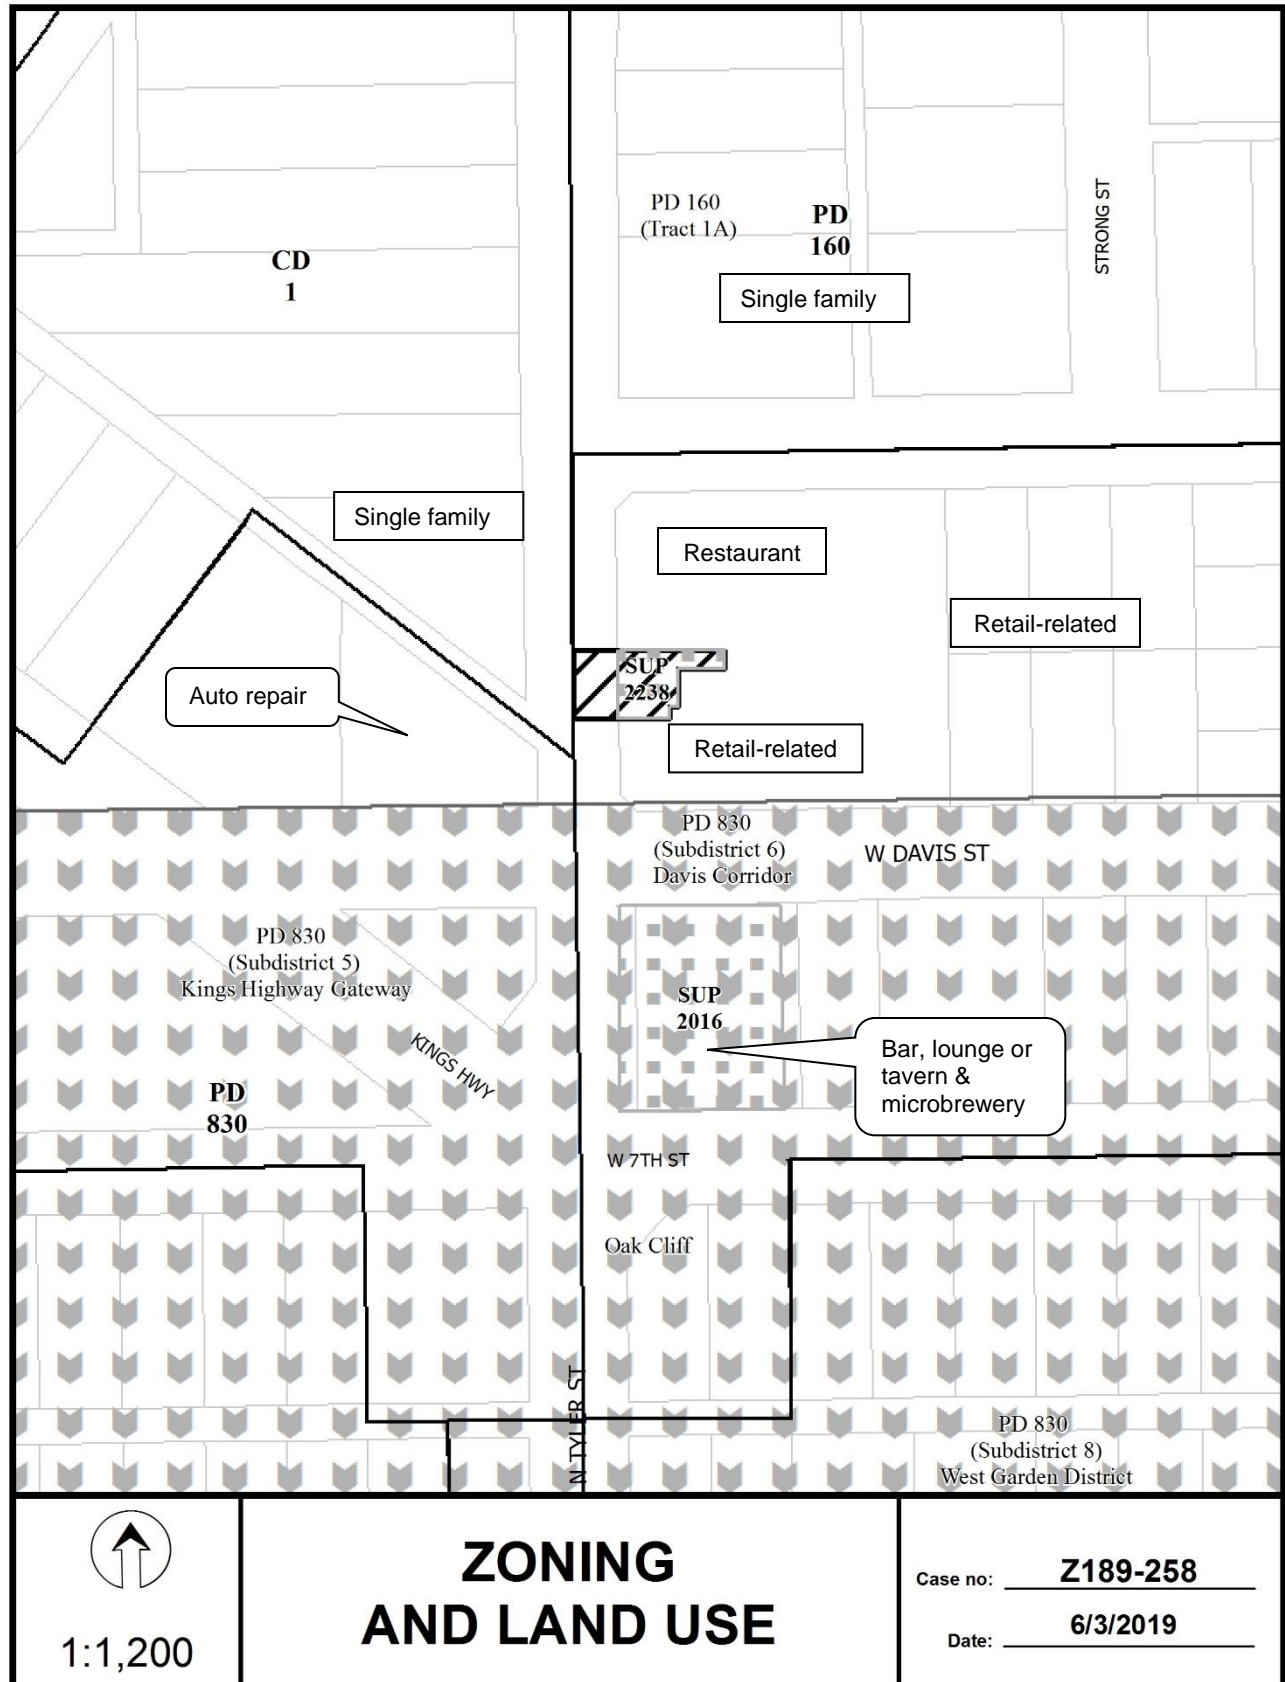 PD 160
(Tract 1A)
PD
160
STRONG ST
CD
1
Single family
Single family
Restaurant
Retail-related
SUP
2238
Auto repair
Retail-related
PD 830
(Subdistrict 6)
Davis Corridor
W DAVIS ST
PD 830
(Subdistrict 5)
Kings Highway Gateway
SUP
2016
KINGS HWY
Bar, lounge or
tavern &
microbrewery
PD
830
W 7TH ST
Oak Cliff
N TYLER ST
PD 830
(Subdistrict 8)
West Garden District
1:1,200
ZONING
AND LAND USE
Case no: Z189-258
Date: 6/3/2019